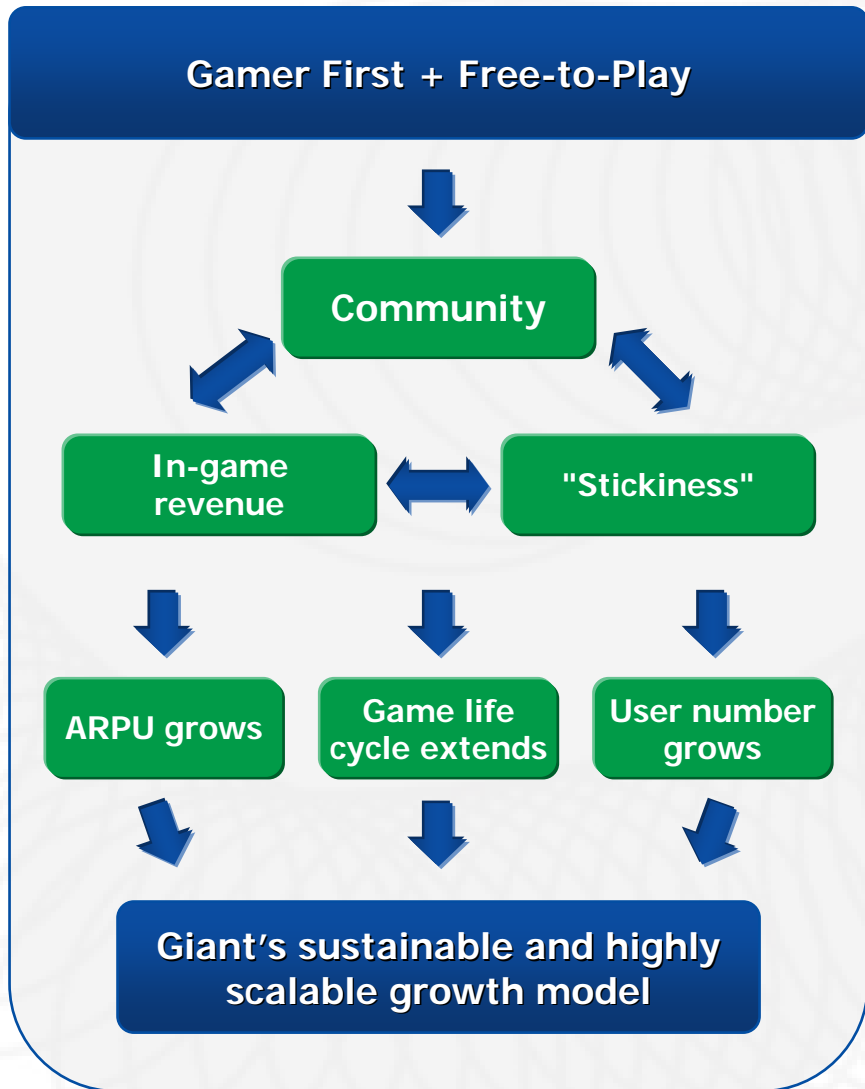 Gamer First + Free-to-Play
Community
In-game
revenue
"Stickiness"
ARPU grows
Game life
cycle extends
User number
grows
Giant's sustainable and highly
scalable growth model